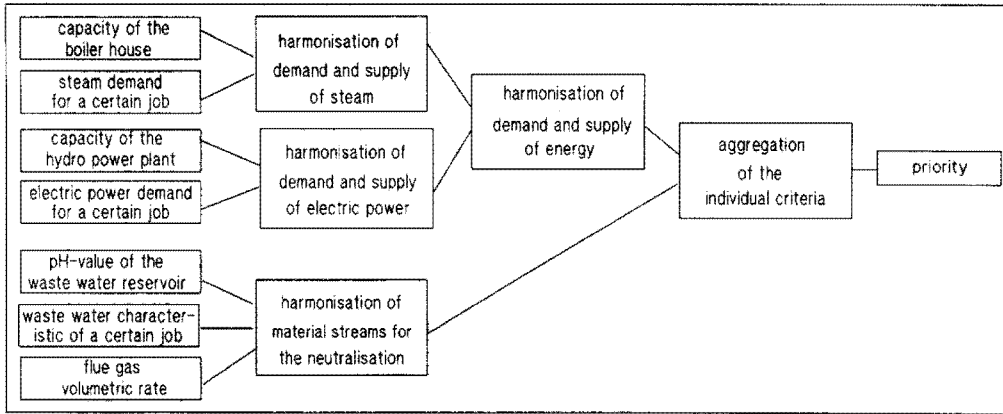 capacity of the
boiler house
steam demand
for a certain job
capacity of the
hydro power plant
electric power demand
for a certain job
pH-value of the
waste water reservoir
waste water character-
istic of a certain job
flue gas
volumetric rate
harmonisation of
demand and supply
of steam
harmonisation of
demand and supply
of electric power
harmonisation of
material streams for
the neutralisation
harmonisation of
demand and supply
of energy
aggregation
of the
individual criteria
priority